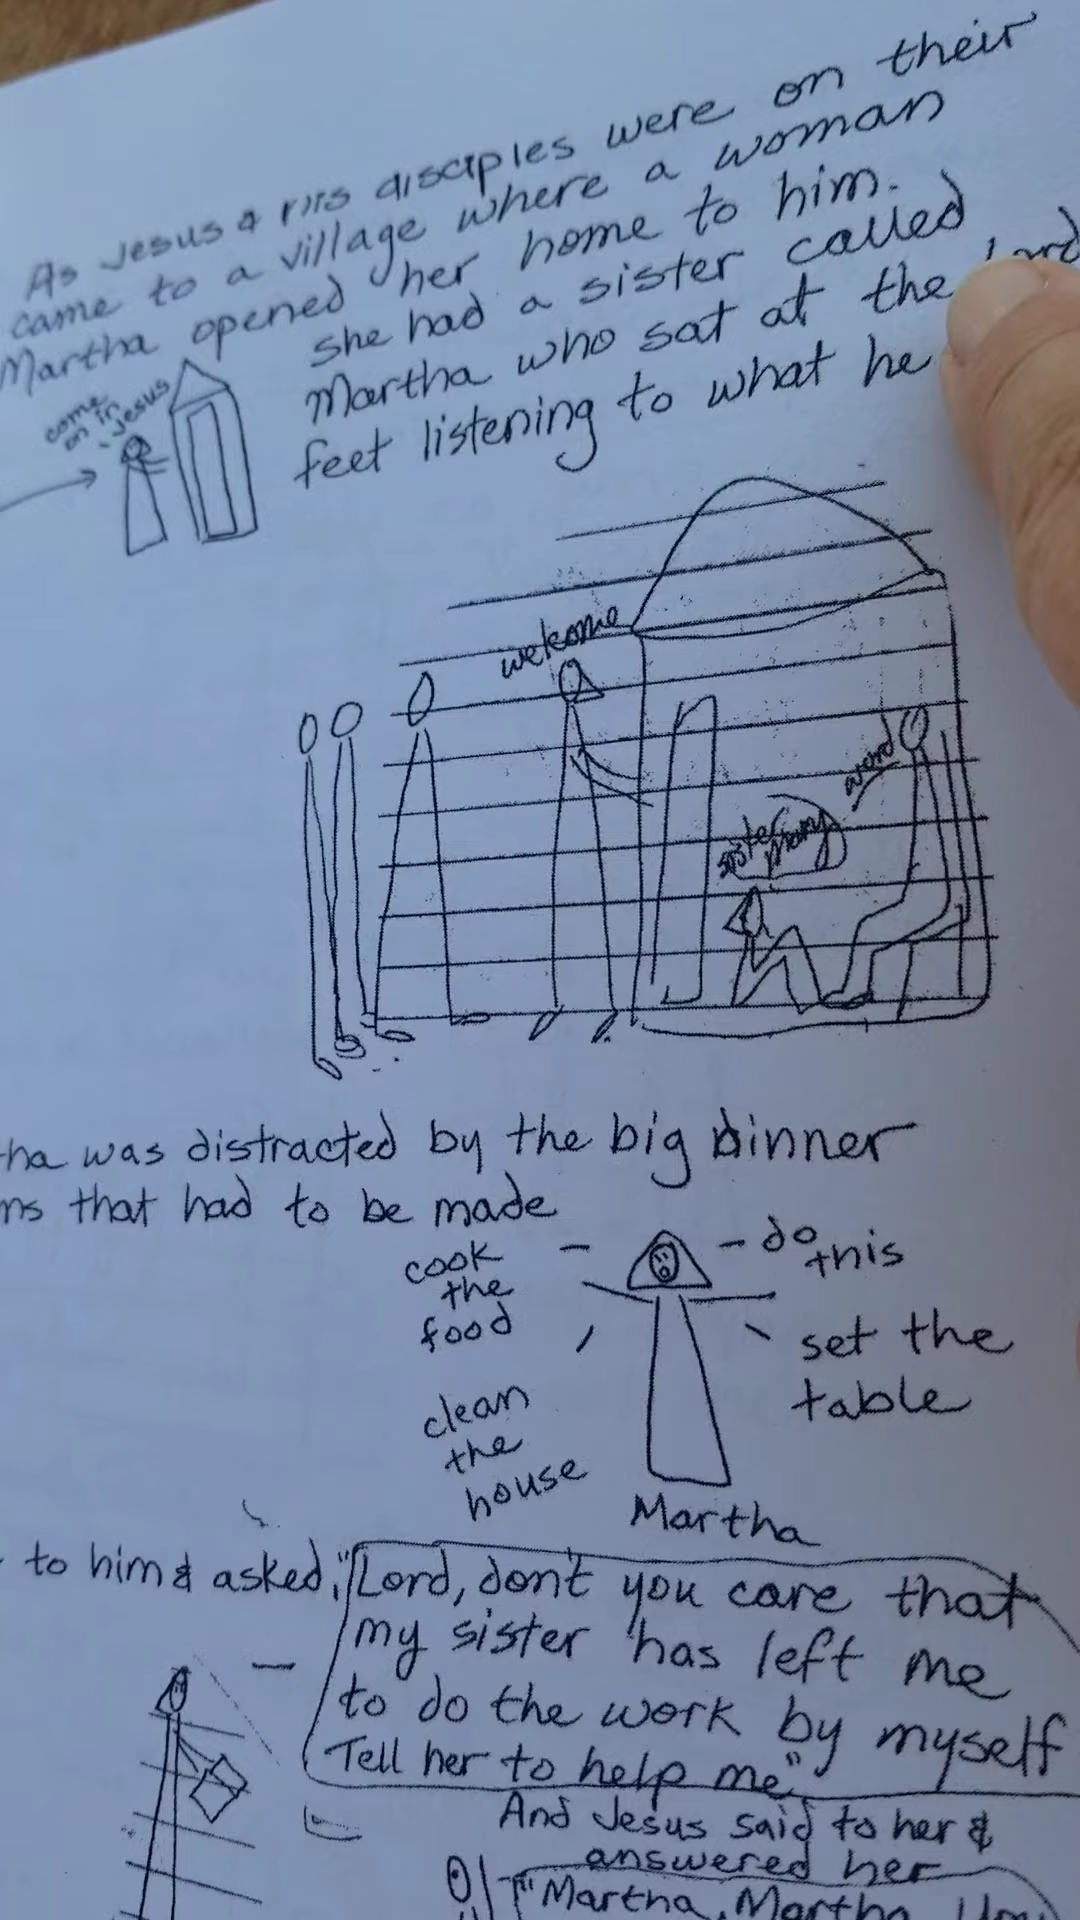 As Jesus & his disciples were on their
came to a village where a woman
Martha opened her home to him.
she had a sister called
Martha who sat at the Lord
feet listening to what he
come
on in
Jesus
welcome
word
sister
Mary
tha was distracted by the big dinner
ns that had to be made
cook
the
food
do
this
set the
table
clean
the
house
Martha
to him & asked, "Lord, don't you care that
my sister has left me
to do the work by myself
Tell her to help me"
And Jesus said to her &
answered her
"Martha, Martha